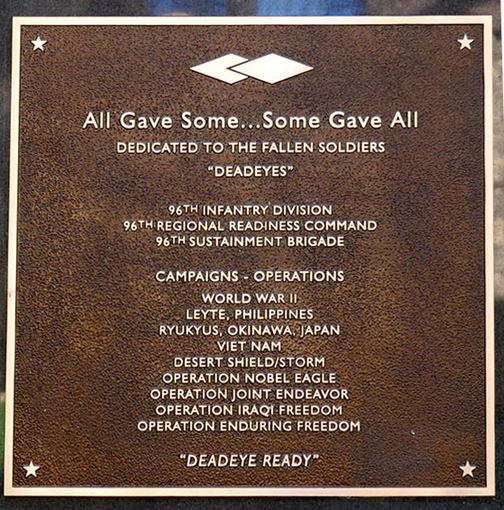 All Gave Some...Some Gave All
DEDICATED TO THE FALLEN SOLDIERS
"DEADEYES"
96TH INFANTRY DIVISION
96TH REGIONAL READINESS COMMAND
96TH SUSTAINMENT BRIGADE
CAMPAIGNS - OPERATIONS
WORLD WAR II
LEYTE, PHILIPPINES
RYUKYUS, OKINAWA, JAPAN
VIET NAM
DESERT SHIELD/STORM
OPERATION NOBEL EAGLE
OPERATION JOINT ENDEAVOR
OPERATION IRAQI FREEDOM
OPERATION ENDURING FREEDOM
"DEADEYE READY"